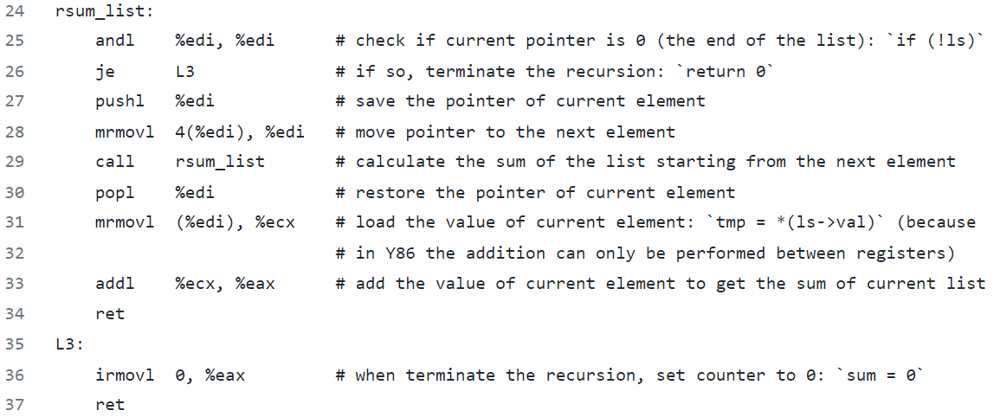 24 rsum_list:
25     andl    %edi, %edi      # check if current pointer is 0 (the end of the list): `if (!ls)`
26     je      L3              # if so, terminate the recursion: `return 0`
27     pushl   %edi            # save the pointer of current element
28     mrmovl  4(%edi), %edi   # move pointer to the next element
29     call    rsum_list       # calculate the sum of the list starting from the next element
30     popl    %edi            # restore the pointer of current element
31     mrmovl  (%edi), %ecx    # load the value of current element: `tmp = *(ls->val)` (because
32                             # in Y86 the addition can only be performed between registers)
33     addl    %ecx, %eax      # add the value of current element to get the sum of current list
34     ret
35 L3:
36     irmovl  0, %eax         # when terminate the recursion, set counter to 0: `sum = 0`
37     ret